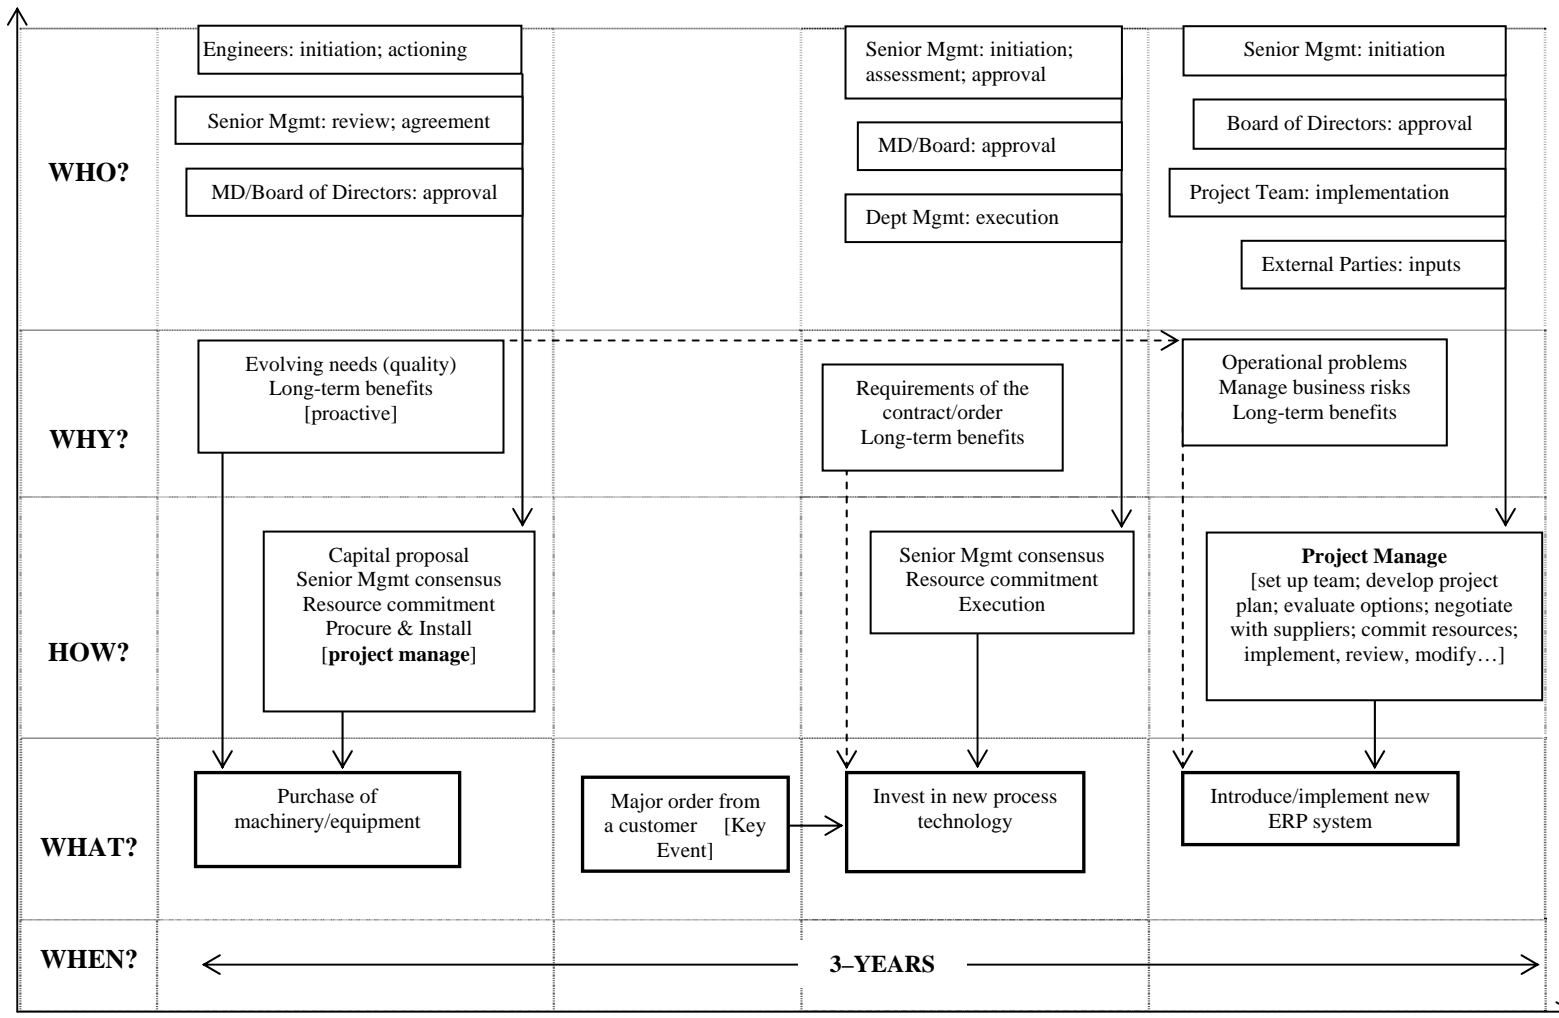 WHO?
Engineers: initiation; actioning
Senior Mgmt: review; agreement
MD/Board of Directors: approval
Senior Mgmt: initiation;
assessment; approval
MD/Board: approval
Dept Mgmt: execution
Senior Mgmt: initiation
Board of Directors: approval
Project Team: implementation
External Parties: inputs
WHY?
Evolving needs (quality)
Long-term benefits
[proactive]
Requirements of the
contract/order
Long-term benefits
Operational problems
Manage business risks
Long-term benefits
HOW?
Capital proposal
Senior Mgmt consensus
Resource commitment
Procure & Install
[project manage]
Senior Mgmt consensus
Resource commitment
Execution
Project Manage
[set up team; develop project
plan; evaluate options; negotiate
with suppliers; commit resources;
implement, review, modify…]
WHAT?
Purchase of
machinery/equipment
Major order from
a customer [Key
Event]
Invest in new process
technology
Introduce/implement new
ERP system
WHEN?
3–YEARS